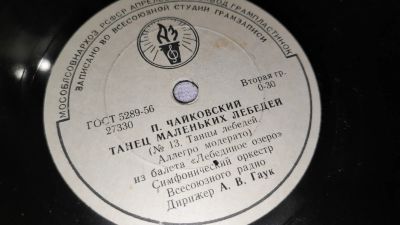 МОСОБЛСОВНАРХОЗ РСФСР АПРЕЛЕВСКИЙ ЗАВОД ГРАМПЛАСТИНОК
ЗАПИСАНО ВО ВСЕСОЮЗНОЙ СТУДИИ ГРАМЗАПИСИ
АЗ
ГОСТ 5289-56
27330
Вторая гр.
0-30
П. ЧАЙКОВСКИЙ
ТАНЕЦ МАЛЕНЬКИХ ЛЕБЕДЕЙ
(№ 13. Танцы лебедей.
Аллегро модерато)
из балета «Лебединое озеро»
Симфонический оркестр
Всесоюзного радио
Дирижер А. В. Гаук